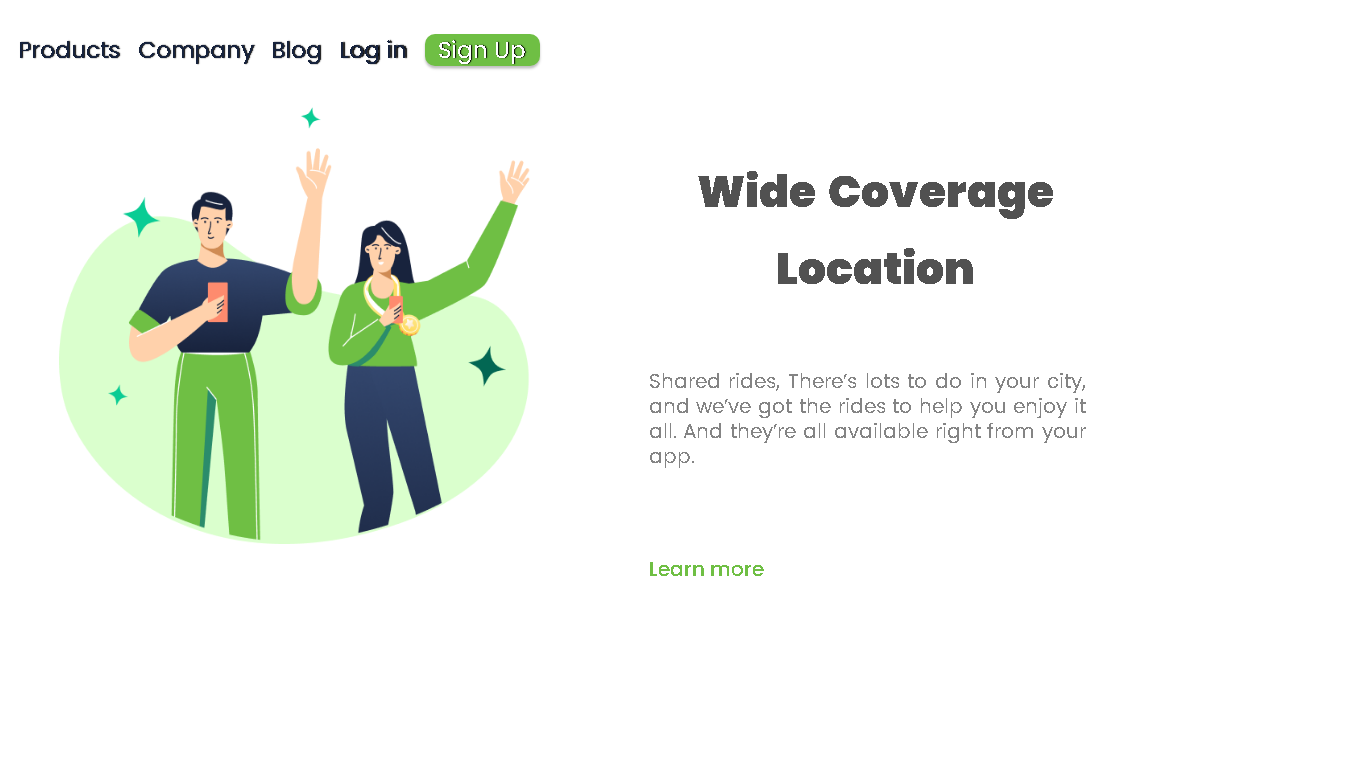 Products Company Blog Log in Sign Up
Wide Coverage
Location
Shared rides, There's lots to do in your city,
and we've got the rides to help you enjoy it
all. And they're all available right from your
app.
Learn more